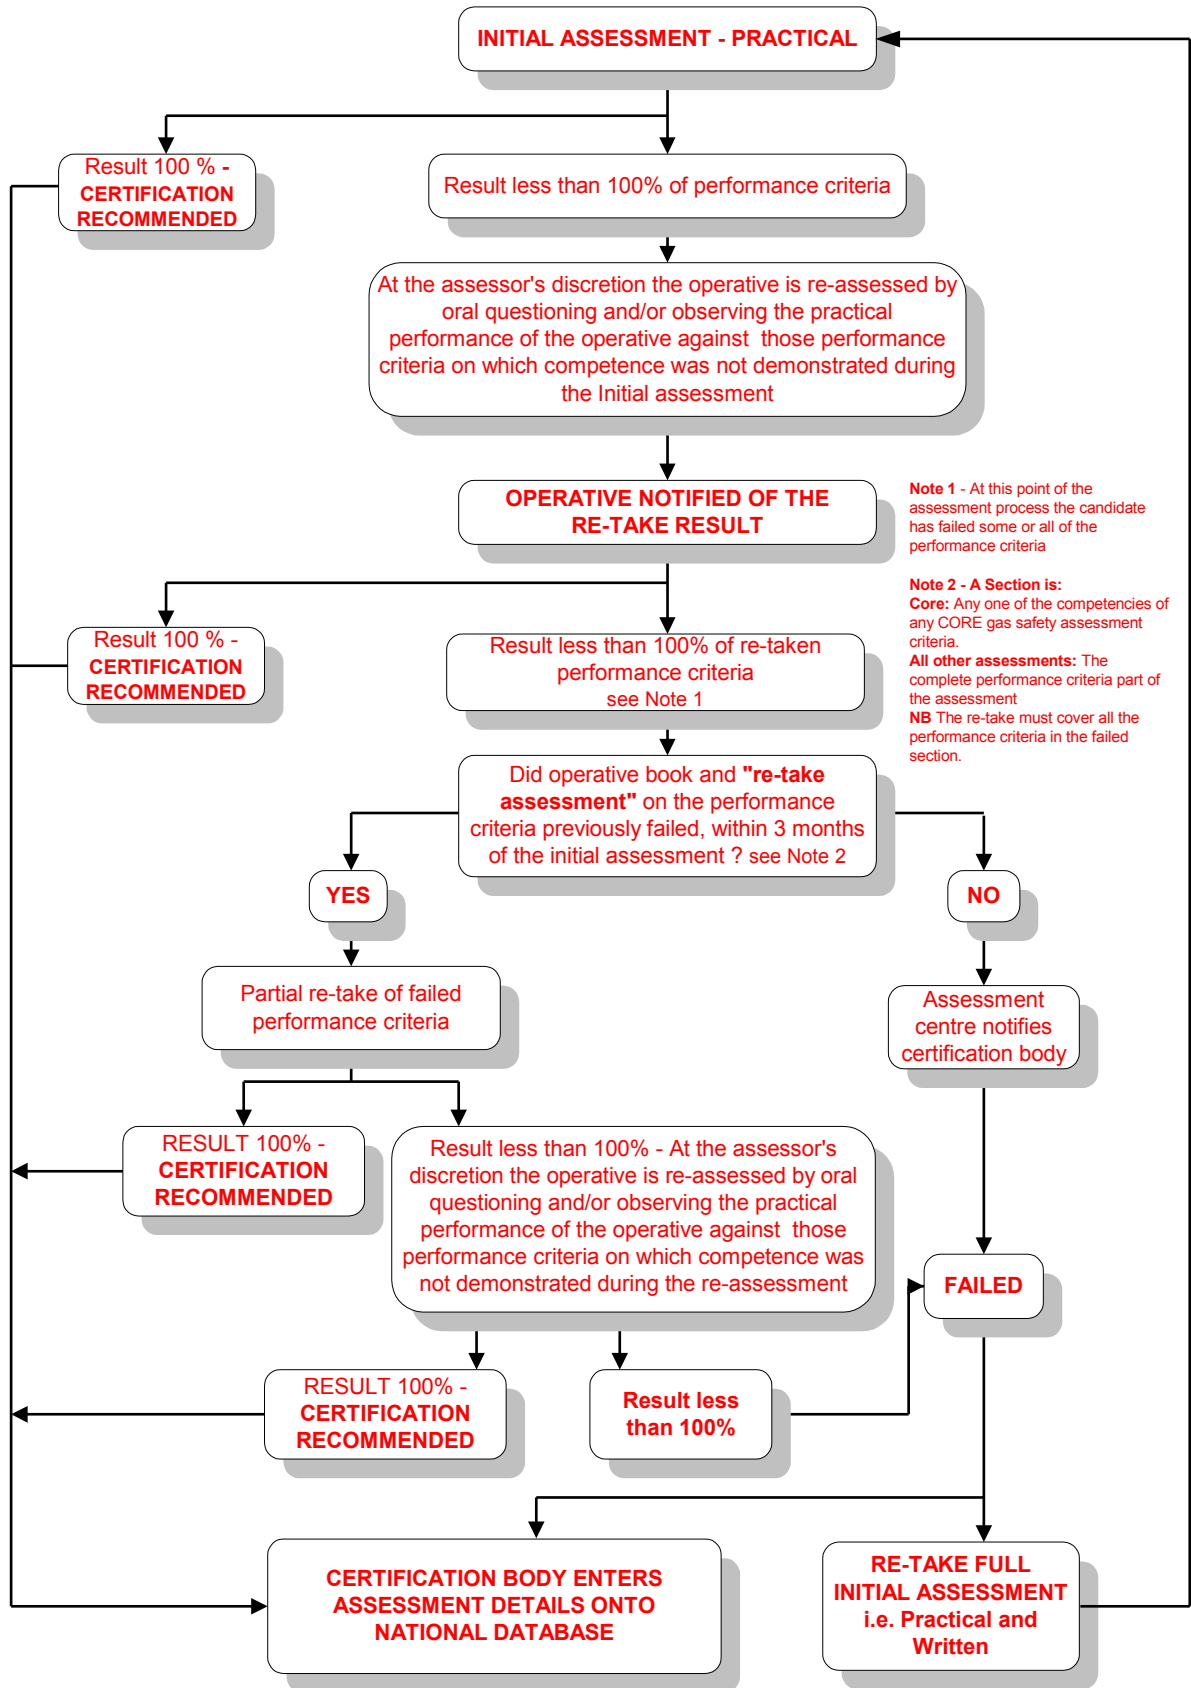 INITIAL ASSESSMENT - PRACTICAL
Result 100 % -
CERTIFICATION
RECOMMENDED
Result less than 100% of performance criteria
At the assessor's discretion the operative is re-assessed by
oral questioning and/or observing the practical
performance of the operative against those performance
criteria on which competence was not demonstrated during
the Initial assessment
OPERATIVE NOTIFIED OF THE
RE-TAKE RESULT
Note 1 - At this point of the
assessment process the candidate
has failed some or all of the
performance criteria
Note 2 - A Section is:
Core: Any one of the competencies of
any CORE gas safety assessment
criteria.
All other assessments: The
complete performance criteria part of
the assessment
NB The re-take must cover all the
performance criteria in the failed
section.
Result 100 % -
CERTIFICATION
RECOMMENDED
Result less than 100% of re-taken
performance criteria
see Note 1
Did operative book and "re-take
assessment" on the performance
criteria previously failed, within 3 months
of the initial assessment ? see Note 2
YES
NO
Partial re-take of failed
performance criteria
Assessment
centre notifies
certification body
RESULT 100% -
CERTIFICATION
RECOMMENDED
Result less than 100% - At the assessor's
discretion the operative is re-assessed by oral
questioning and/or observing the practical
performance of the operative against those
performance criteria on which competence was
not demonstrated during the re-assessment
FAILED
RESULT 100% -
CERTIFICATION
RECOMMENDED
Result less
than 100%
CERTIFICATION BODY ENTERS
ASSESSMENT DETAILS ONTO
NATIONAL DATABASE
RE-TAKE FULL
INITIAL ASSESSMENT
i.e. Practical and
Written